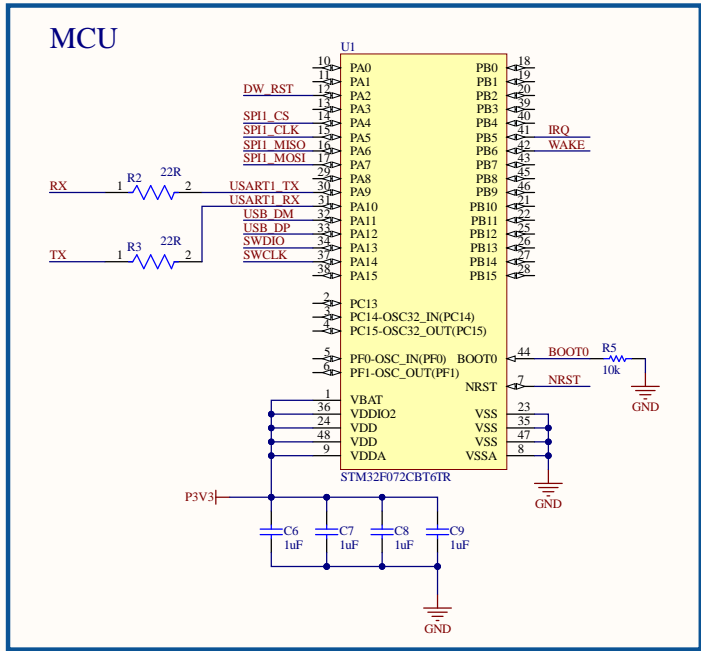 MCU
U1
10 PA0 PB0 18
11 PA1 PB1 19
DW_RST 12 PA2 PB2 20
13 PA3 PB3 39
SPI1_CS 14 PA4 PB4 40
SPI1_CLK 15 PA5 PB5 41 IRQ
SPI1_MISO 16 PA6 PB6 42 WAKE
SPI1_MOSI 17 PA7 PB7 43
29 PA8 PB8 45
RX 1 R2 22R 2 USART1_TX 30 PA9 PB9 46
USART1_RX 31 PA10 PB10 21
USB_DM 32 PA11 PB11 22
USB_DP 33 PA12 PB12 25
SWDIO 34 PA13 PB13 26
TX 1 R3 22R 2 SWCLK 37 PA14 PB14 27
38 PA15 PB15 28
2 PC13
3 PC14-OSC32_IN(PC14)
4 PC15-OSC32_OUT(PC15)
5 PF0-OSC_IN(PF0) BOOT0 44 BOOT0 R5 10k
6 PF1-OSC_OUT(PF1)
NRST 7 NRST
GND
1 VBAT
36 VDDIO2 VSS 23
24 VDD VSS 35
48 VDD VSS 47
9 VDDA VSSA 8
STM32F072CBT6TR
P3V3
GND
C6 C7 C8 C9
1uF 1uF 1uF 1uF
GND